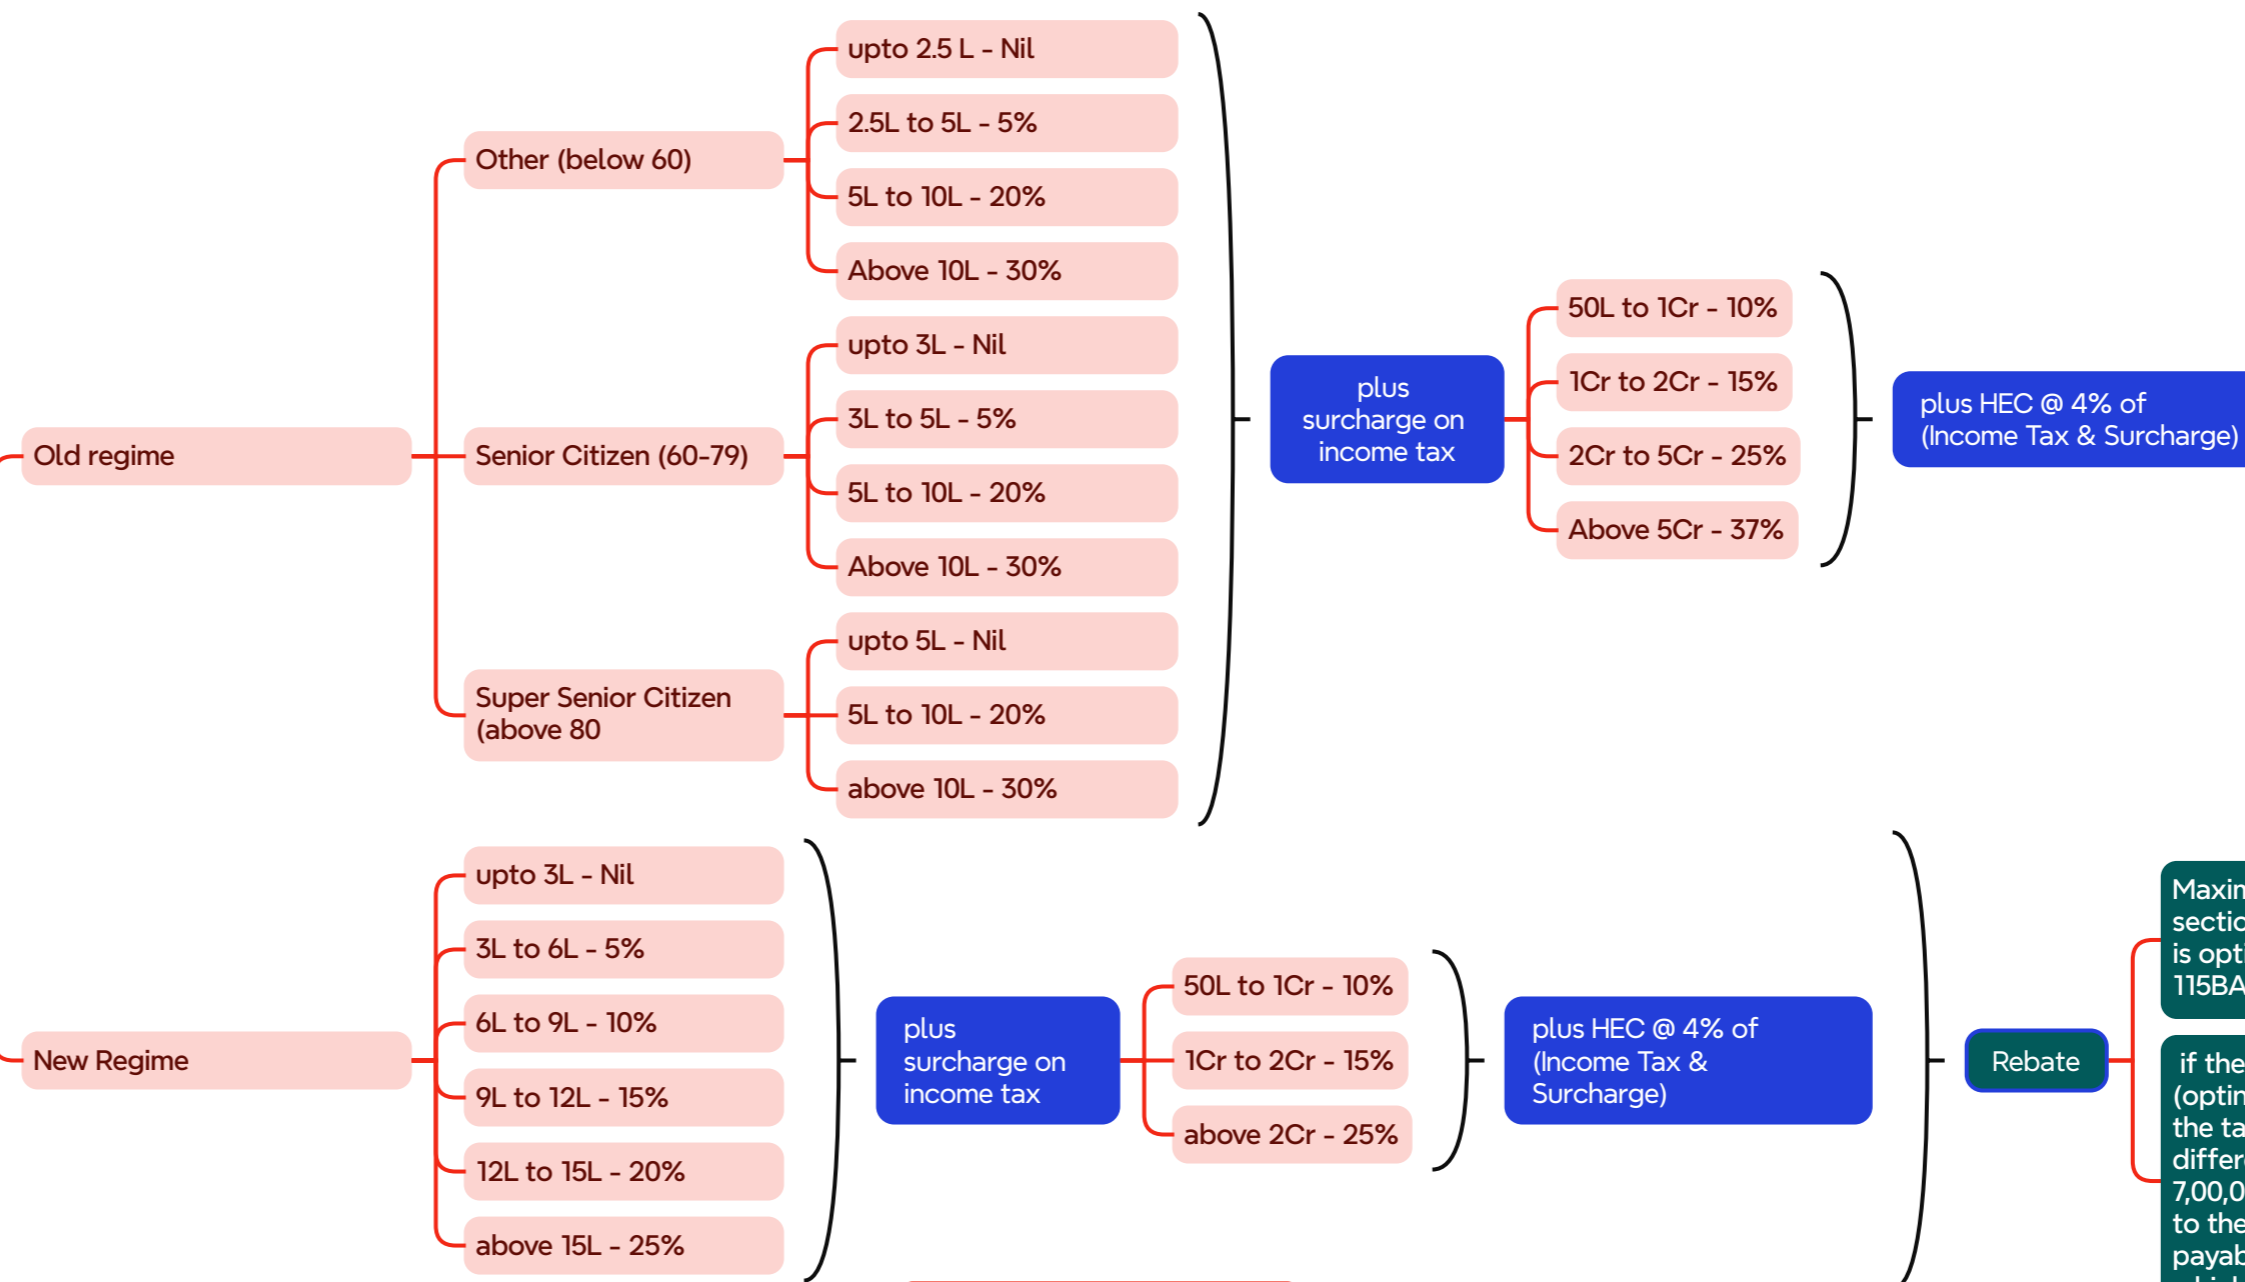 Old regime
Other (below 60)
upto 2.5 L - Nil
2.5L to 5L - 5%
5L to 10L - 20%
Above 10L - 30%
Senior Citizen (60-79)
upto 3L - Nil
3L to 5L - 5%
5L to 10L - 20%
Above 10L - 30%
Super Senior Citizen
(above 80
upto 5L - Nil
5L to 10L - 20%
above 10L - 30%
plus
surcharge on
income tax
50L to 1Cr - 10%
1Cr to 2Cr - 15%
2Cr to 5Cr - 25%
Above 5Cr - 37%
plus HEC @ 4% of
(Income Tax & Surcharge)
New Regime
upto 3L - Nil
3L to 6L - 5%
6L to 9L - 10%
9L to 12L - 15%
12L to 15L - 20%
above 15L - 25%
plus
surcharge on
income tax
50L to 1Cr - 10%
1Cr to 2Cr - 15%
above 2Cr - 25%
plus HEC @ 4% of
(Income Tax &
Surcharge)
Rebate
is
115BA
if the
to the